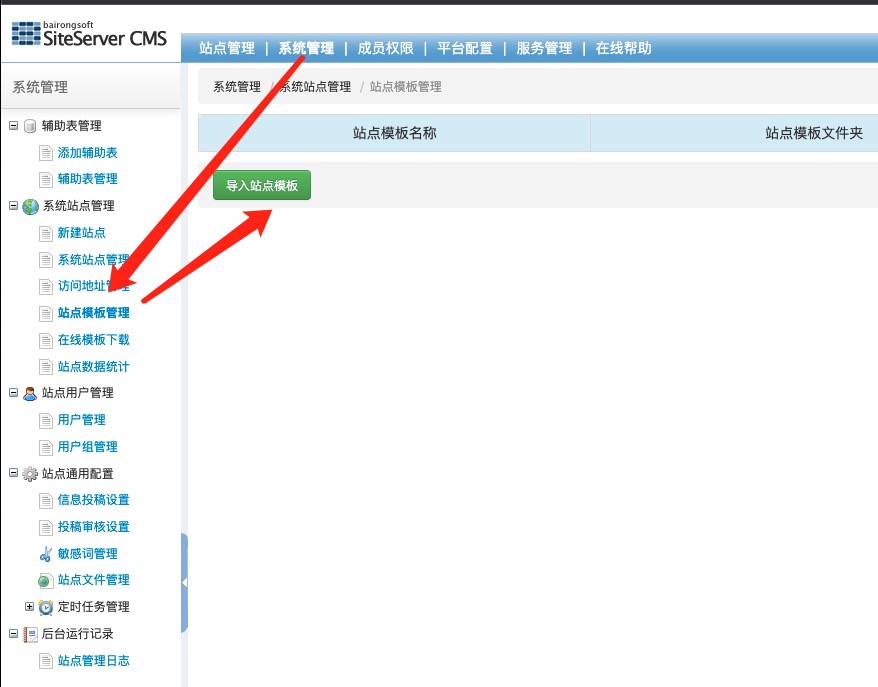 bairongsoft
SiteServer CMS
站点管理 | 系统管理 | 成员权限 | 平台配置 | 服务管理 | 在线帮助
系统管理
系统管理 / 系统站点管理 / 站点模板管理
站点模板名称 站点模板文件夹
导入站点模板
辅助表管理
添加辅助表
辅助表管理
系统站点管理
新建站点
系统站点管理
访问地址管理
站点模板管理
在线模板下载
站点数据统计
站点用户管理
用户管理
用户组管理
站点通用配置
信息投稿设置
投稿审核设置
敏感词管理
站点文件管理
定时任务管理
后台运行记录
站点管理日志